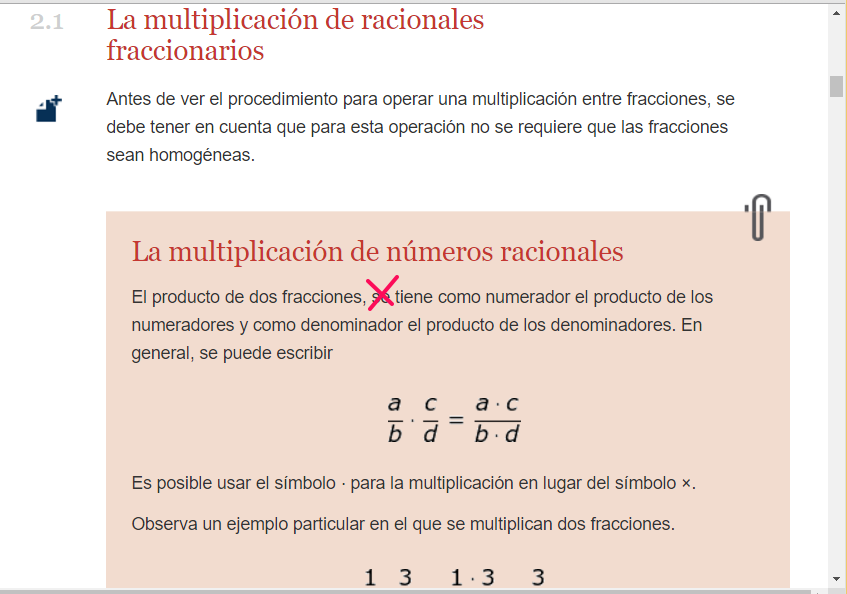 2.1 La multiplicación de racionales
fraccionarios
Antes de ver el procedimiento para operar una multiplicación entre fracciones, se
debe tener en cuenta que para esta operación no se requiere que las fracciones
sean homogéneas.
La multiplicación de números racionales
El producto de dos fracciones, se tiene como numerador el producto de los
numeradores y como denominador el producto de los denominadores. En
general, se puede escribir
a/b · c/d = a · c/b · d
Es posible usar el símbolo · para la multiplicación en lugar del símbolo ×.
Observa un ejemplo particular en el que se multiplican dos fracciones.
1 3 1 · 3 3